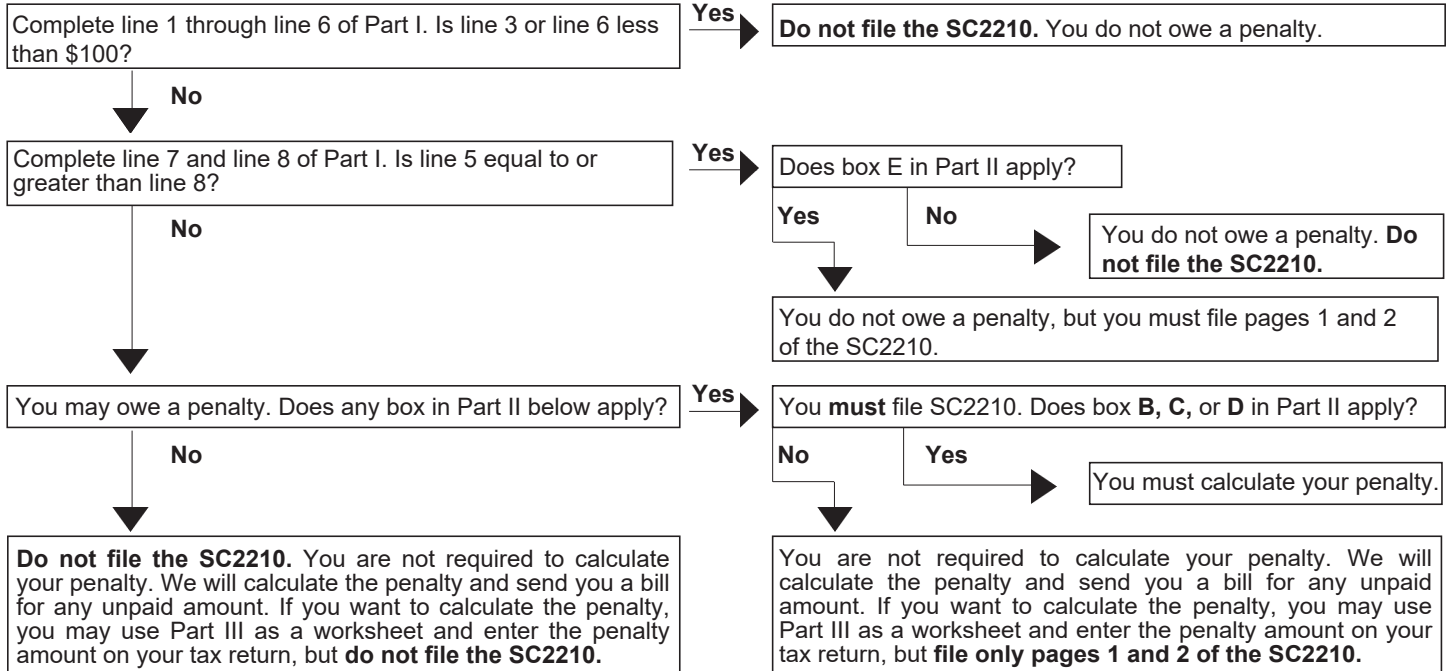 Complete line 1 through line 6 of Part I. Is line 3 or line 6 less
than $100?
Yes
Do not file the SC2210. You do not owe a penalty.
No
Complete line 7 and line 8 of Part I. Is line 5 equal to or
greater than line 8?
Yes
Does box E in Part II apply?
No
Yes
No
You do not owe a penalty. Do
not file the SC2210.
You do not owe a penalty, but you must file pages 1 and 2
of the SC2210.
You may owe a penalty. Does any box in Part II below apply?
Yes
You must file SC2210. Does box B, C, or D in Part II apply?
No
No
Yes
You must calculate your penalty.
Do not file the SC2210. You are not required to calculate
your penalty. We will calculate the penalty and send you a bill
for any unpaid amount. If you want to calculate the penalty,
you may use Part III as a worksheet and enter the penalty
amount on your tax return, but do not file the SC2210.
You are not required to calculate your penalty. We will
calculate the penalty and send you a bill for any unpaid
amount. If you want to calculate the penalty, you may use
Part III as a worksheet and enter the penalty amount on your
tax return, but file only pages 1 and 2 of the SC2210.